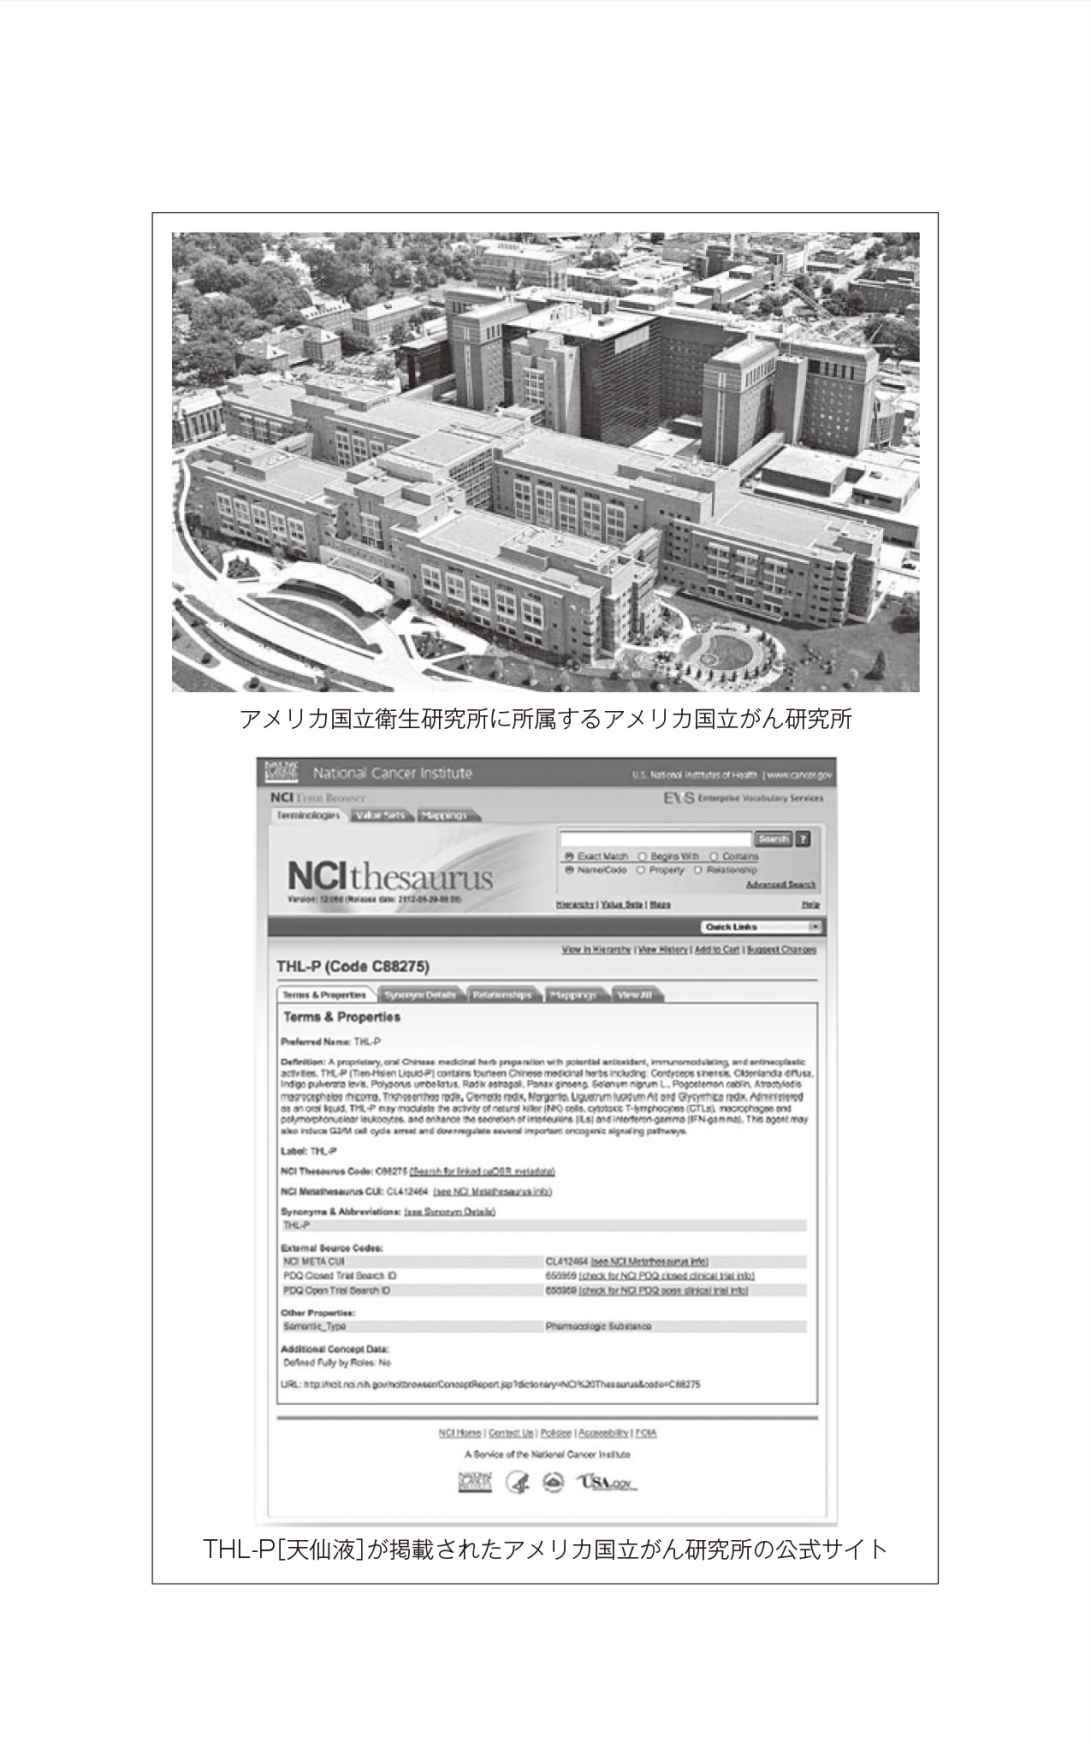 アメリカ国立衛生研究所に所属するアメリカ国立がん研究所
National Cancer Institute
U.S. National Institutes of Health | www.cancer.gov
NCI Term Browser
EVS Enterprise Vocabulary Services
Terminologies Value Sets Mappings
Search ?
Exact Match Begins With Contains
Name/Code Property Relationship
Advanced Search
NCIthesaurus
Hierarchy | Value Sets | Maps
Help
Quick Links
View in Hierarchy | View History | Add to Cart | Suggest Changes
THL-P (Code C88275)
Terms & Properties Synonym Details Relationships Mappings View All
Terms & Properties
Preferred Name: THL-P
Definition: A proprietary, oral Chinese medicinal herb preparation with potential antioxidant, immunomodulating, and antineoplastic
activities. THL-P (Tien-Hsien Liquid-P) contains fourteen Chinese medicinal herbs including: Cordyceps sinensis, Oldenlandia diffusa,
Indigo pulverata levis, Polyporus umbellatus, Radix astragali, Panax ginseng, Solanum nigrum L., Pogostemon cablin, Atractylodis
macrocephalae rhizoma, Trichosanthes radix, Clematis radix, Margarite, Ligustrum lucidum Ait and Glycyrrhiza radix. Administered
as an oral liquid, THL-P may modulate the activity of natural killer (NK) cells, cytotoxic T-lymphocytes (CTLs), macrophages and
polymorphonuclear leukocytes, and enhance the secretion of interleukins (ILs) and interferon-gamma (IFN-gamma). This agent may
also induce G2/M cell cycle arrest and downregulate several important oncogenic signaling pathways.
Label: THL-P
NCI Thesaurus Code: C88275 (Search for linked caDSR metadata)
NCI Metathesaurus CUI: CL412464 (see NCI Metathesaurus info)
Synonyms & Abbreviations: (see Synonym Details)
THL-P
External Source Codes:
NCI META CUI CL412464 (see NCI Metathesaurus info)
PDQ Closed Trial Search ID (check for NCI PDQ closed clinical trial info)
PDQ Open Trial Search ID (check for NCI PDQ open clinical trial info)
Other Properties:
Semantic_Type Pharmacologic Substance
Additional Concept Data:
Defined Fully by Roles: No
URL: http://ncit.nci.nih.gov/ncitbrowser/ConceptReport.jsp?dictionary=NCI%20Thesaurus&code=C88275
NCI Home | Contact Us | Policies | Accessibility | FOIA
A Service of the National Cancer Institute
USA.gov
THL-P[天仙液]が掲載されたアメリカ国立がん研究所の公式サイト